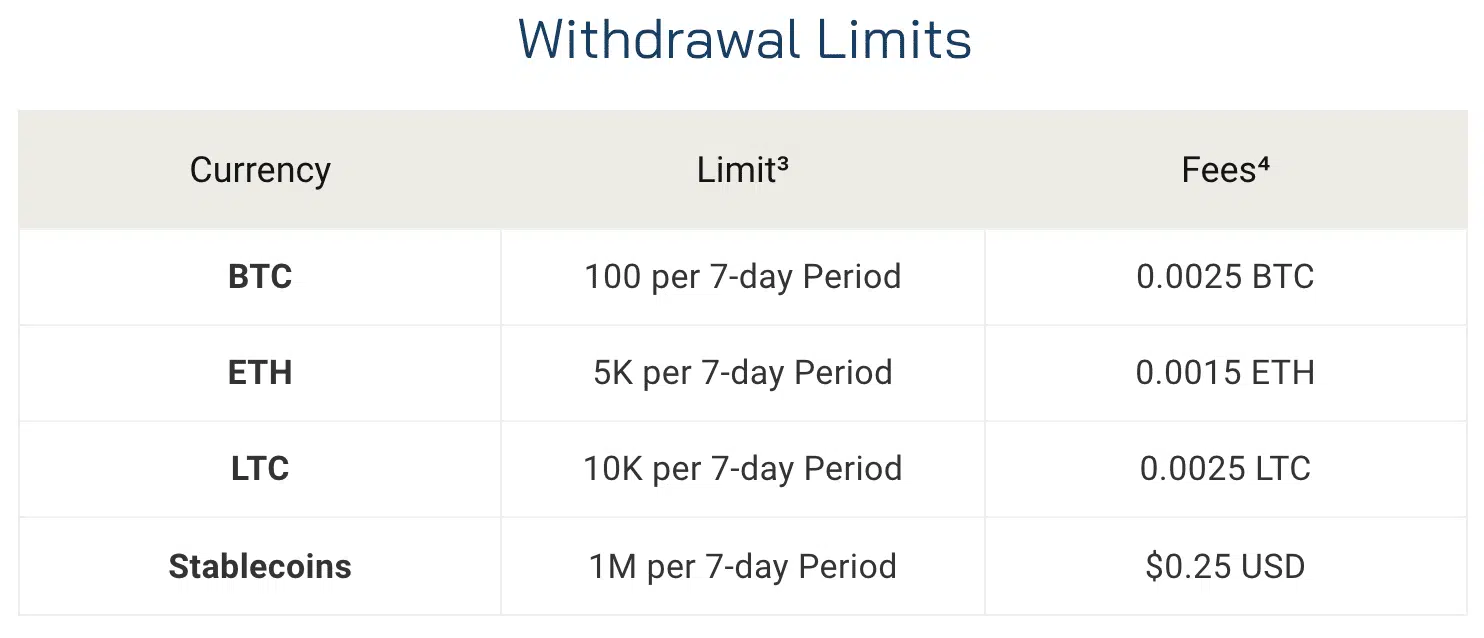 Withdrawal Limits
Currency Limit³ Fees⁴
BTC 100 per 7-day Period 0.0025 BTC
ETH 5K per 7-day Period 0.0015 ETH
LTC 10K per 7-day Period 0.0025 LTC
Stablecoins 1M per 7-day Period $0.25 USD